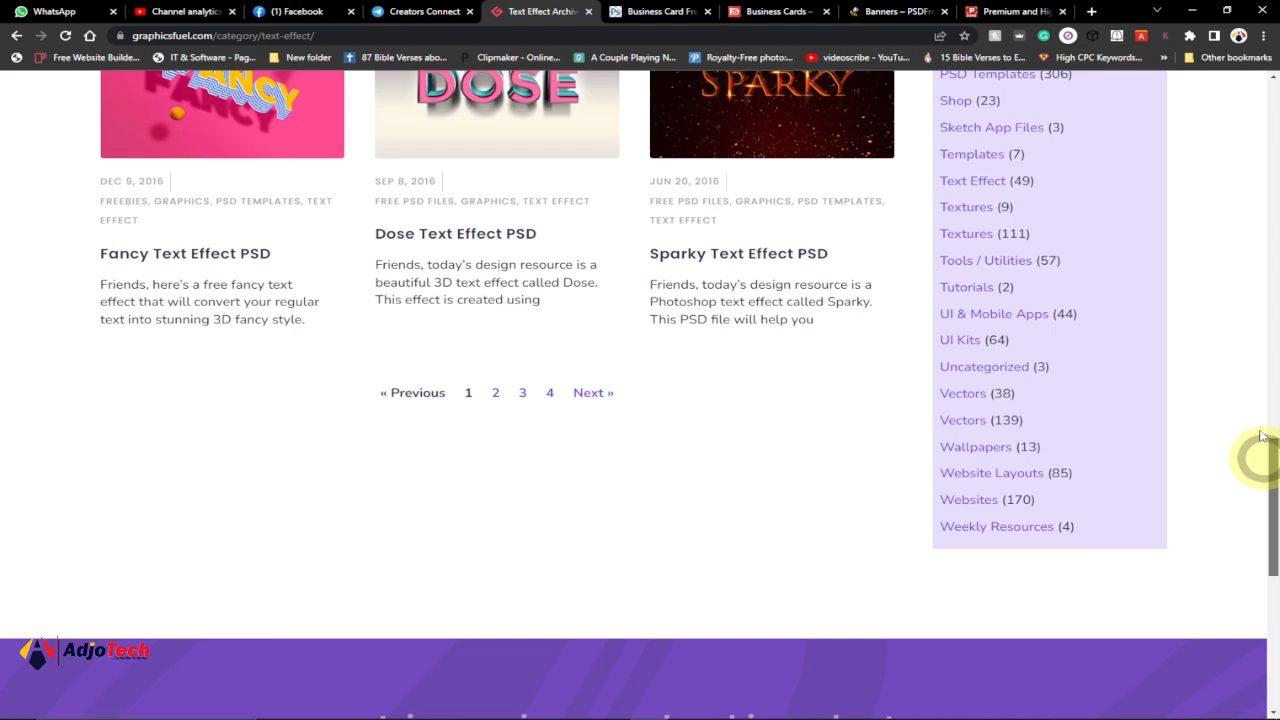 WhatsApp
Channel analytics
(1) Facebook
Creators Connect
Text Effect Archiv
Business Card Fre
Business Cards –
Banners – PSDFre
Premium and Hig
graphicsfuel.com/category/text-effect/
Free Website Builde...
IT & Software - Pag...
New folder
87 Bible Verses abo...
Clipmaker - Online...
A Couple Playing N...
Royalty-Free photo:...
videoscribe - YouTu...
15 Bible Verses to E...
High CPC Keywords...
»
Other bookmarks
FANCY
FANCY
DOSE
SPARKY
DEC 9, 2016
FREEBIES, GRAPHICS, PSD TEMPLATES, TEXT
EFFECT
Fancy Text Effect PSD
Friends, here's a free fancy text
effect that will convert your regular
text into stunning 3D fancy style.
SEP 8, 2016
FREE PSD FILES, GRAPHICS, TEXT EFFECT
Dose Text Effect PSD
Friends, today's design resource is a
beautiful 3D text effect called Dose.
This effect is created using
JUN 20, 2016
FREE PSD FILES, GRAPHICS, PSD TEMPLATES,
TEXT EFFECT
Sparky Text Effect PSD
Friends, today's design resource is a
Photoshop text effect called Sparky.
This PSD file will help you
« Previous 1 2 3 4 Next »
PSD Templates (306)
Shop (23)
Sketch App Files (3)
Templates (7)
Text Effect (49)
Textures (9)
Textures (111)
Tools / Utilities (57)
Tutorials (2)
UI & Mobile Apps (44)
UI Kits (64)
Uncategorized (3)
Vectors (38)
Vectors (139)
Wallpapers (13)
Website Layouts (85)
Websites (170)
Weekly Resources (4)
AdjoTech